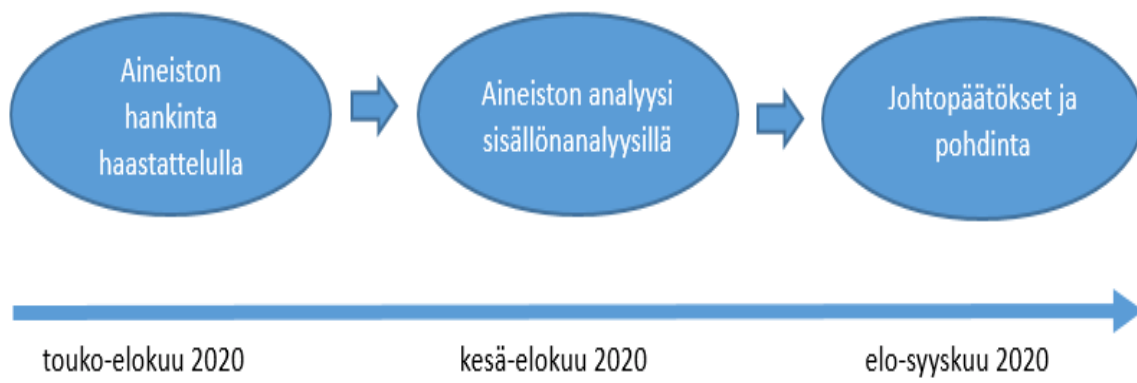 Aineiston
hankinta
haastattelulla
Aineiston analyysi
sisällönanalyysillä
Johtopäätökset ja
pohdinta
touko-elokuu 2020
kesä-elokuu 2020
elo-syyskuu 2020